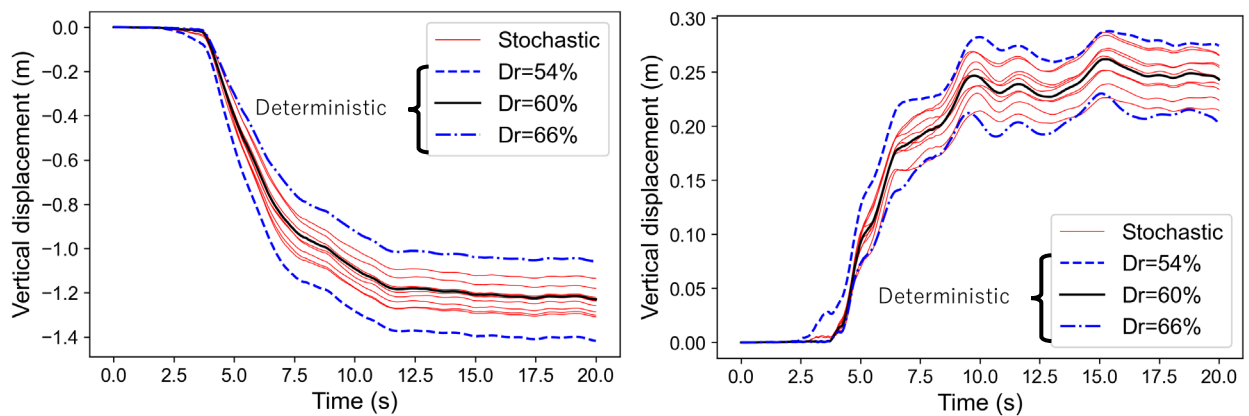 Vertical displacement (m)
0.0
−0.2
−0.4
−0.6
−0.8
−1.0
−1.2
−1.4
Stochastic
Dr=54%
Deterministic
Dr=60%
Dr=66%
0.0
2.5
5.0
7.5
10.0
12.5
15.0
17.5
20.0
Time (s)
Vertical displacement (m)
0.30
0.25
0.20
0.15
0.10
0.05
0.00
Stochastic
Dr=54%
Deterministic
Dr=60%
Dr=66%
0.0
2.5
5.0
7.5
10.0
12.5
15.0
17.5
20.0
Time (s)